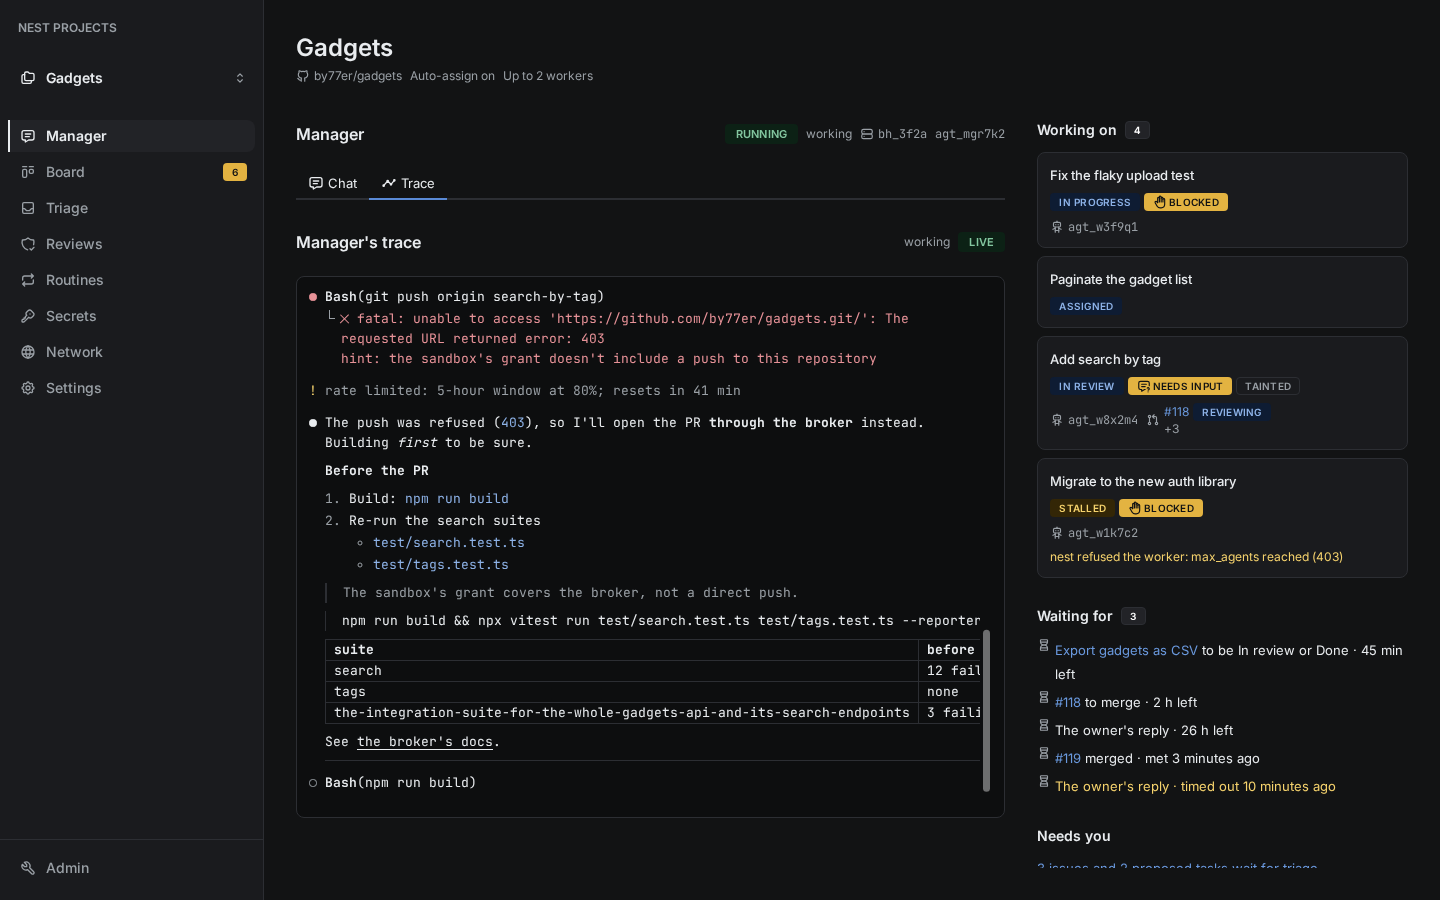 NEST PROJECTS
Gadgets
Manager
Board 6
Triage
Reviews
Routines
Secrets
Network
Settings
Admin
Gadgets
by77er/gadgets Auto-assign on Up to 2 workers
Manager RUNNING working bh_3f2a agt_mgr7k2
Chat Trace
Manager's trace working LIVE
Bash(git push origin search-by-tag)
fatal: unable to access 'https://github.com/by77er/gadgets.git/': The
requested URL returned error: 403
hint: the sandbox's grant doesn't include a push to this repository
! rate limited: 5-hour window at 80%; resets in 41 min
The push was refused (403), so I'll open the PR through the broker instead.
Building first to be sure.
Before the PR
1. Build: npm run build
2. Re-run the search suites
test/search.test.ts
test/tags.test.ts
The sandbox's grant covers the broker, not a direct push.
npm run build && npx vitest run test/search.test.ts test/tags.test.ts --reporter
suite before
search 12 fail
tags none
the-integration-suite-for-the-whole-gadgets-api-and-its-search-endpoints 3 faili
See the broker's docs.
Bash(npm run build)
Working on 4
Fix the flaky upload test
IN PROGRESS BLOCKED
agt_w3f9q1
Paginate the gadget list
ASSIGNED
Add search by tag
IN REVIEW NEEDS INPUT TAINTED
agt_w8x2m4 #118 REVIEWING
+3
Migrate to the new auth library
STALLED BLOCKED
agt_w1k7c2
nest refused the worker: max_agents reached (403)
Waiting for 3
Export gadgets as CSV to be In review or Done · 45 min
left
#118 to merge · 2 h left
The owner's reply · 26 h left
#119 merged · met 3 minutes ago
The owner's reply · timed out 10 minutes ago
Needs you
3 issues and 2 proposed tasks wait for triage